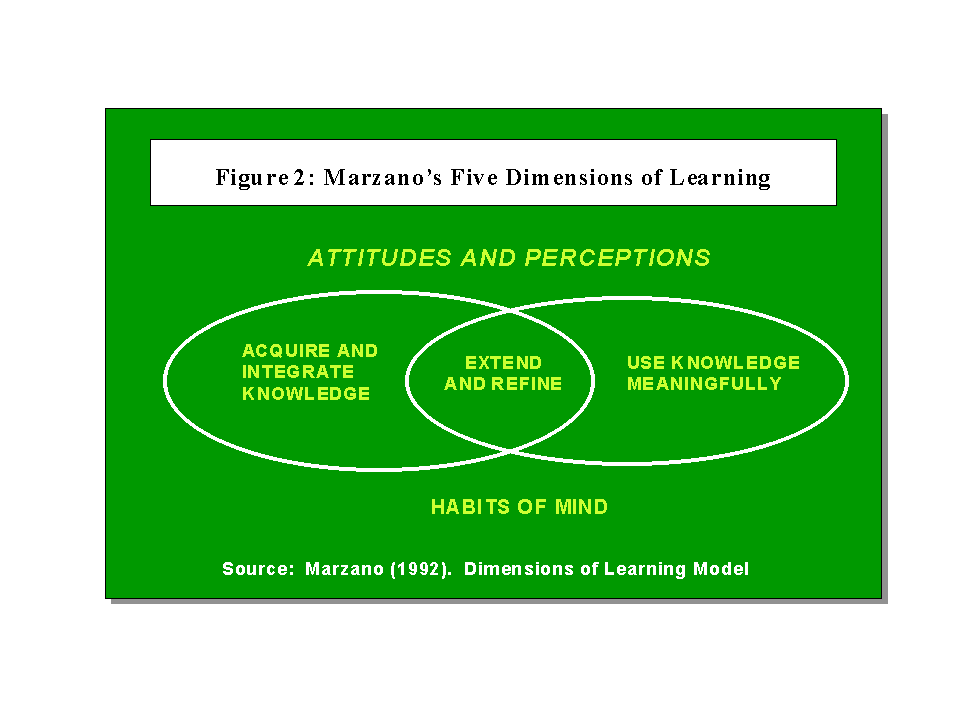 Figure 2: Marzano's Five Dimensions of Learning
ATTITUDES AND PERCEPTIONS
ACQUIRE AND
INTEGRATE
KNOWLEDGE
EXTEND
AND REFINE
USE KNOWLEDGE
MEANINGFULLY
HABITS OF MIND
Source: Marzano (1992). Dimensions of Learning Model